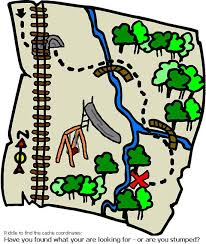 N
Riddle to find the cache coordinates:
Have you found what your are looking for - or are you stumped?